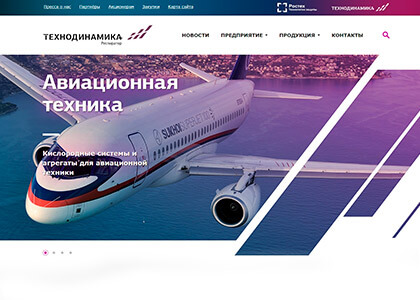 Пресса о нас Партнёры Акционерам Закупки Карта сайта
Ростех
ТЕХНОДИНАМИКА
ТЕХНОДИНАМИКА
Респиратор
НОВОСТИ ПРЕДПРИЯТИЕ ПРОДУКЦИЯ КОНТАКТЫ
Авиационная
техника
SUKHOI SUPERJET 100
Кислородные системы и
агрегаты для авиационной
техники